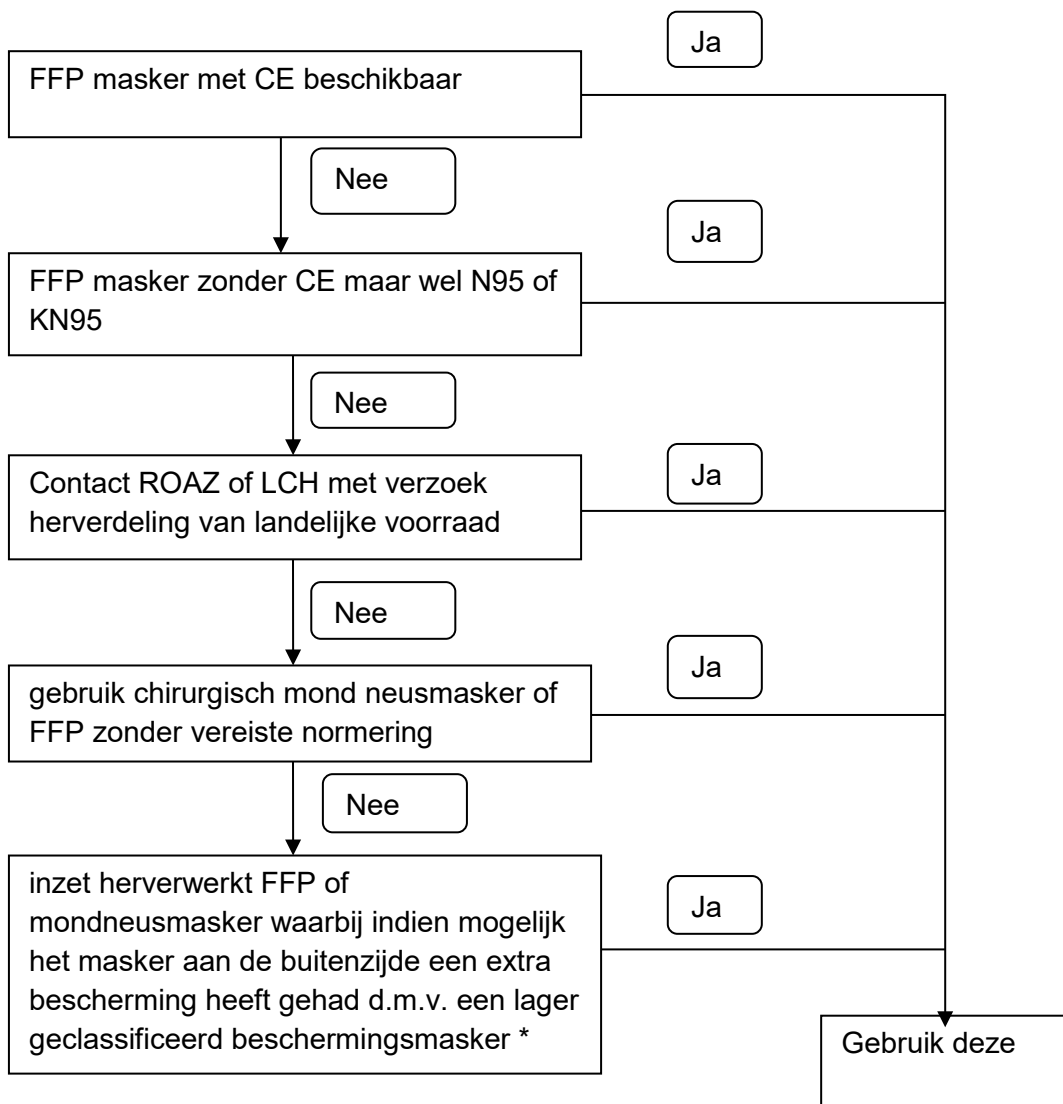 Ja
FFP masker met CE beschikbaar
Nee
Ja
FFP masker zonder CE maar wel N95 of
KN95
Nee
Ja
Contact ROAZ of LCH met verzoek
herverdeling van landelijke voorraad
Nee
Ja
gebruik chirurgisch mond neusmasker of
FFP zonder vereiste normering
Nee
Ja
inzet herverwerkt FFP of
mondneusmasker waarbij indien mogelijk
het masker aan de buitenzijde een extra
bescherming heeft gehad d.m.v. een lager
geclassificeerd beschermingsmasker *
Gebruik deze